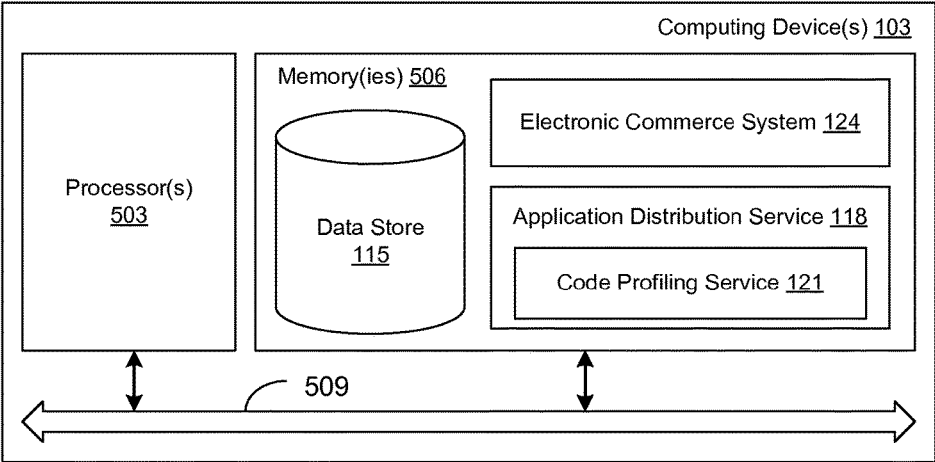 Computing Device(s) 103
Processor(s)
503
Memory(ies) 506
Data Store
115
Electronic Commerce System 124
Application Distribution Service 118
Code Profiling Service 121
509